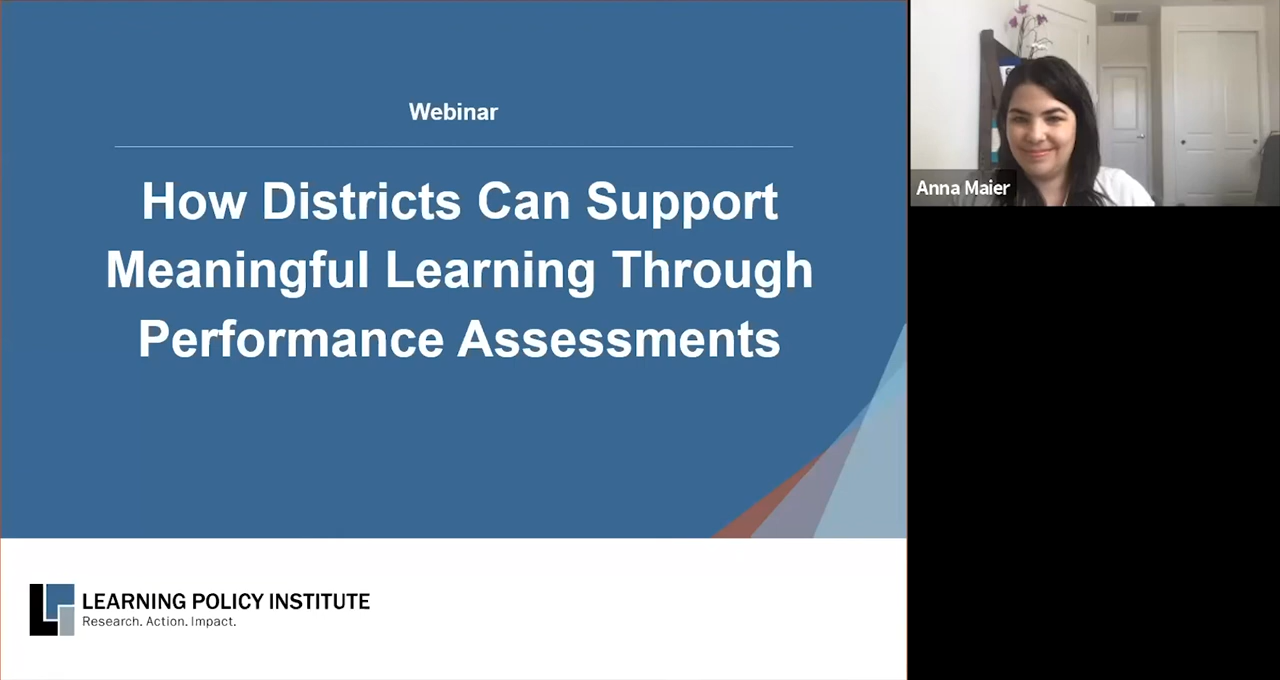 Webinar
How Districts Can Support
Meaningful Learning Through
Performance Assessments
LEARNING POLICY INSTITUTE
Research. Action. Impact.
Anna Maier